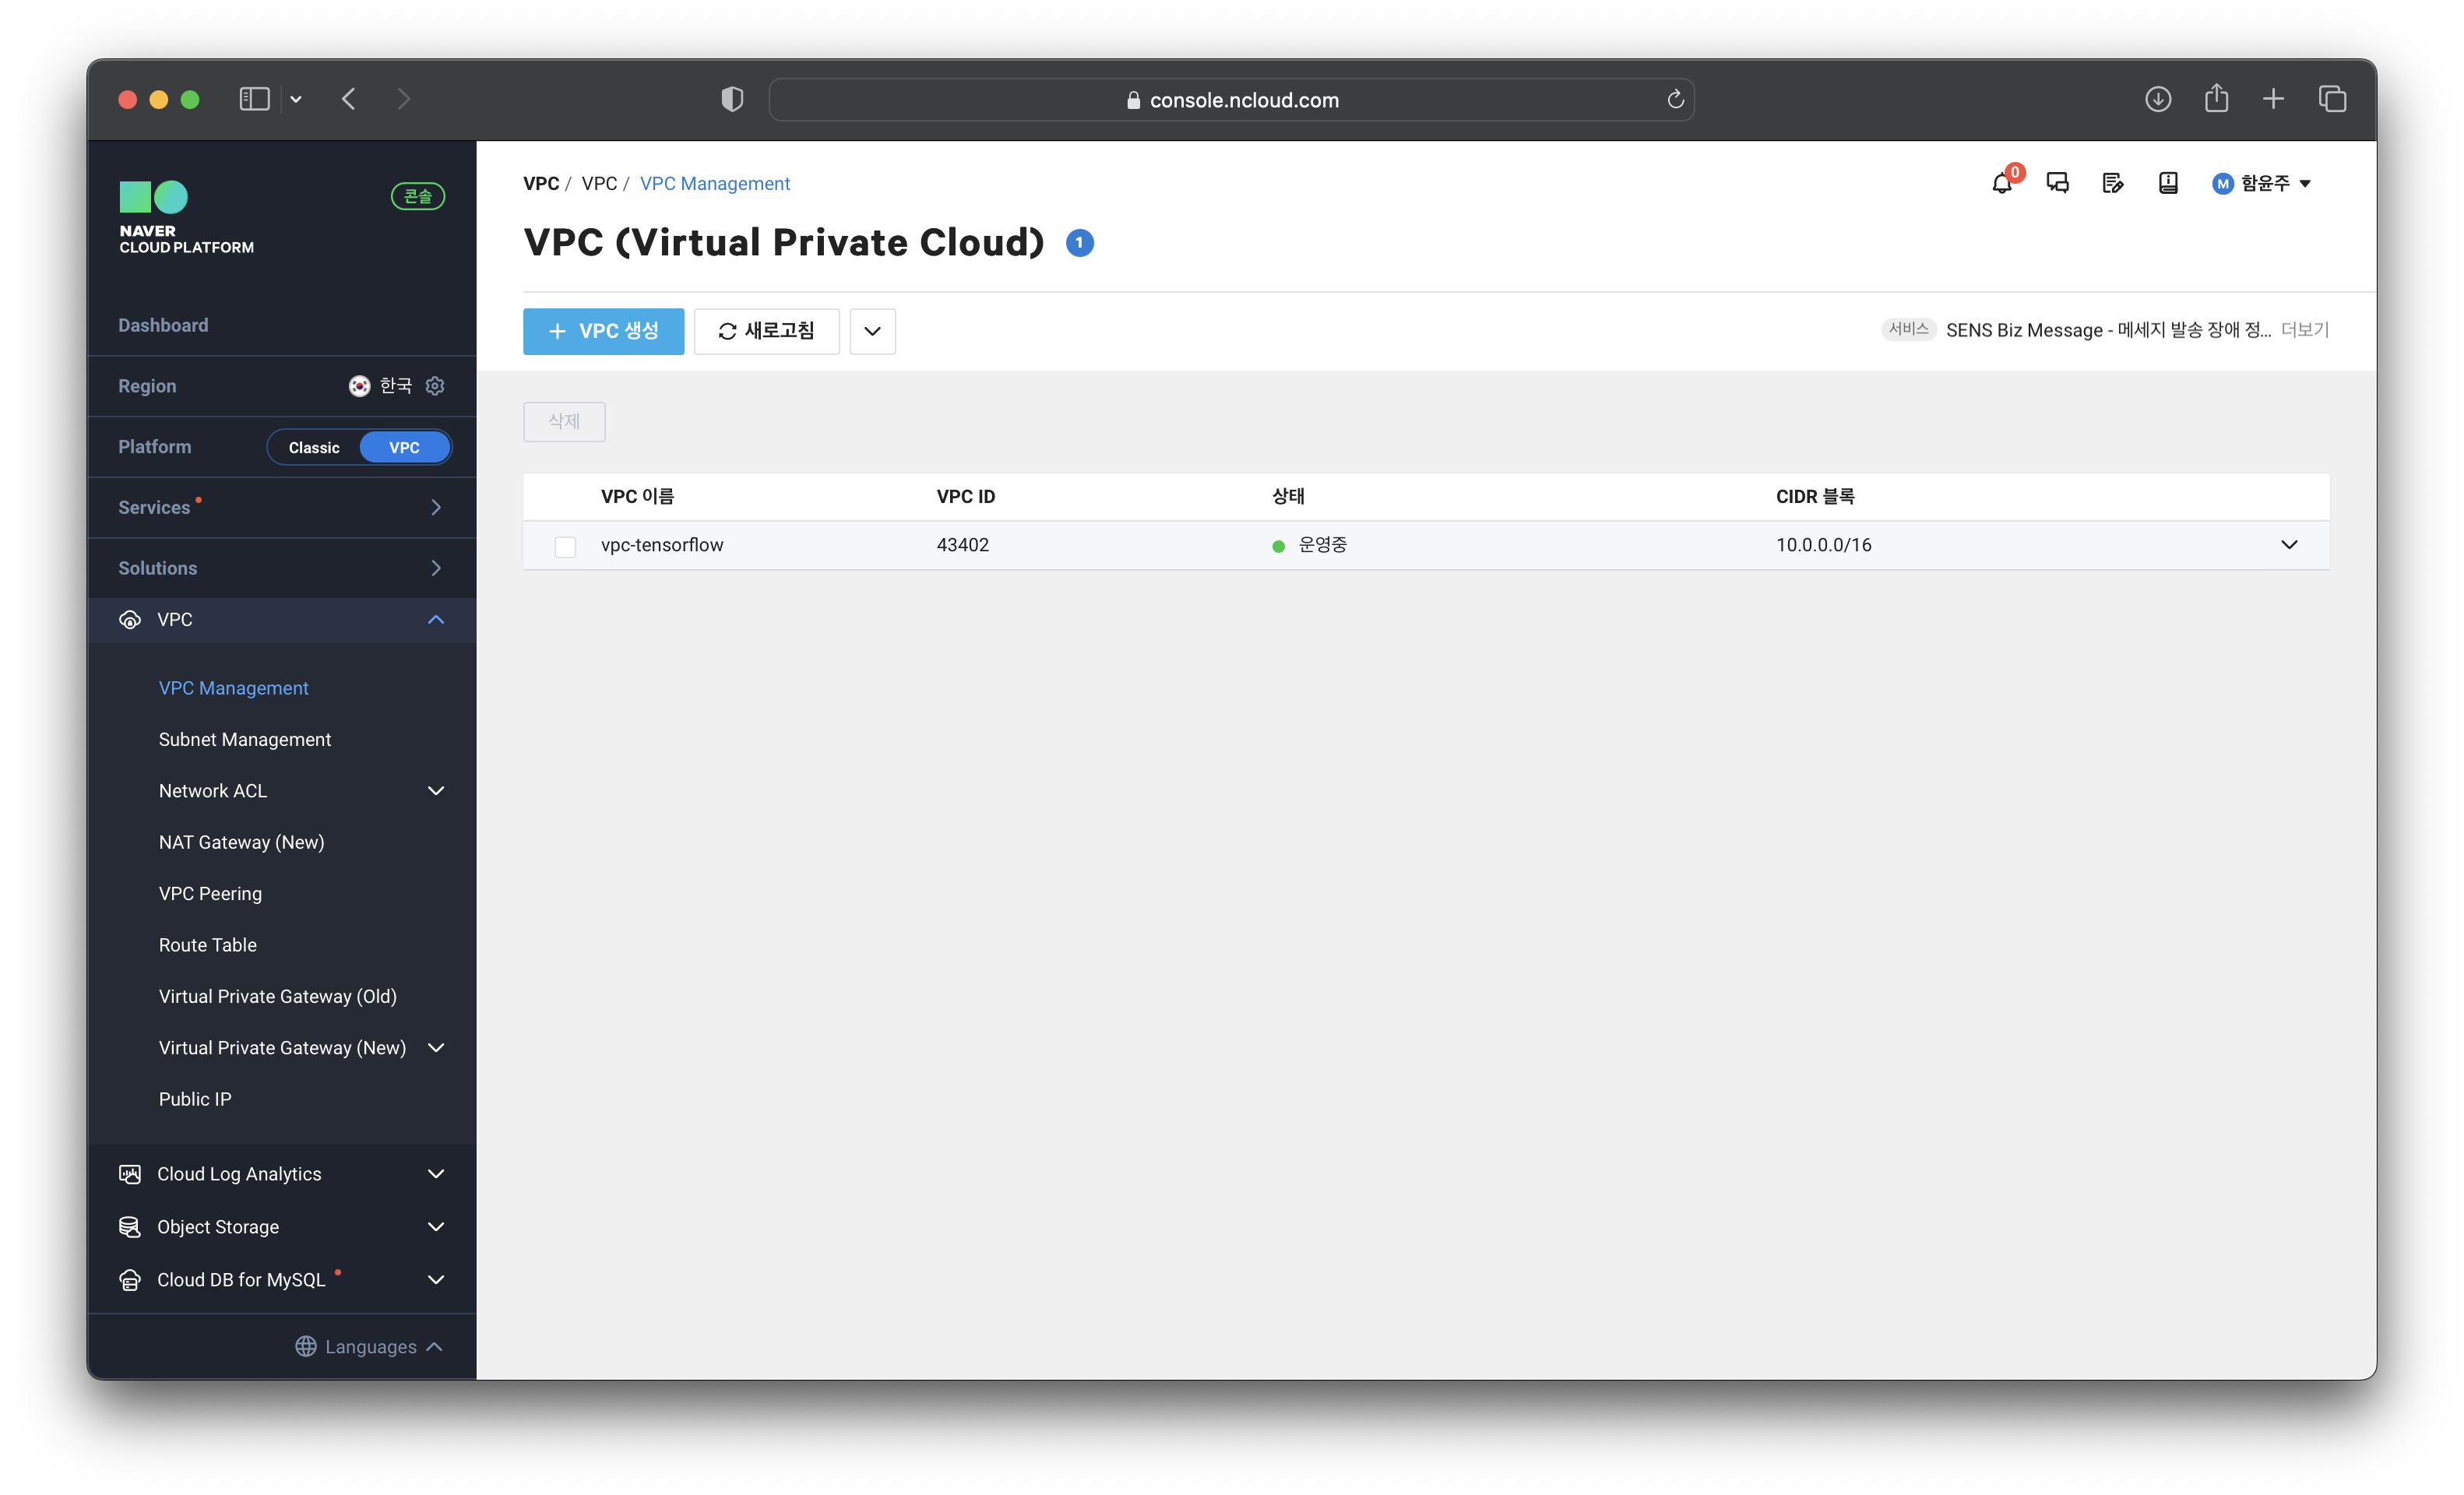 console.ncloud.com
NAVER
CLOUD PLATFORM
콘솔
Dashboard
Region 한국
Platform Classic VPC
Services
Solutions
VPC
VPC Management
Subnet Management
Network ACL
NAT Gateway (New)
VPC Peering
Route Table
Virtual Private Gateway (Old)
Virtual Private Gateway (New)
Public IP
Cloud Log Analytics
Object Storage
Cloud DB for MySQL
Languages
VPC / VPC / VPC Management
0
M 함윤주
VPC (Virtual Private Cloud) 1
+ VPC 생성 새로고침
서비스 SENS Biz Message - 메세지 발송 장애 정... 더보기
삭제
VPC 이름 VPC ID 상태 CIDR 블록
vpc-tensorflow 43402 운영중 10.0.0.0/16